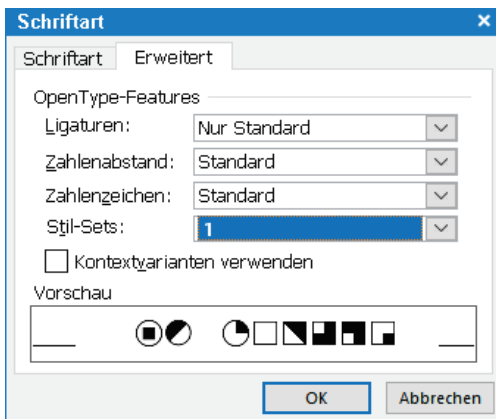 Schriftart
Schriftart Erweitert
OpenType-Features
Ligaturen: Nur Standard
Zahlenabstand: Standard
Zahlenzeichen: Standard
Stil-Sets: 1
Kontextvarianten verwenden
Vorschau
OK Abbrechen